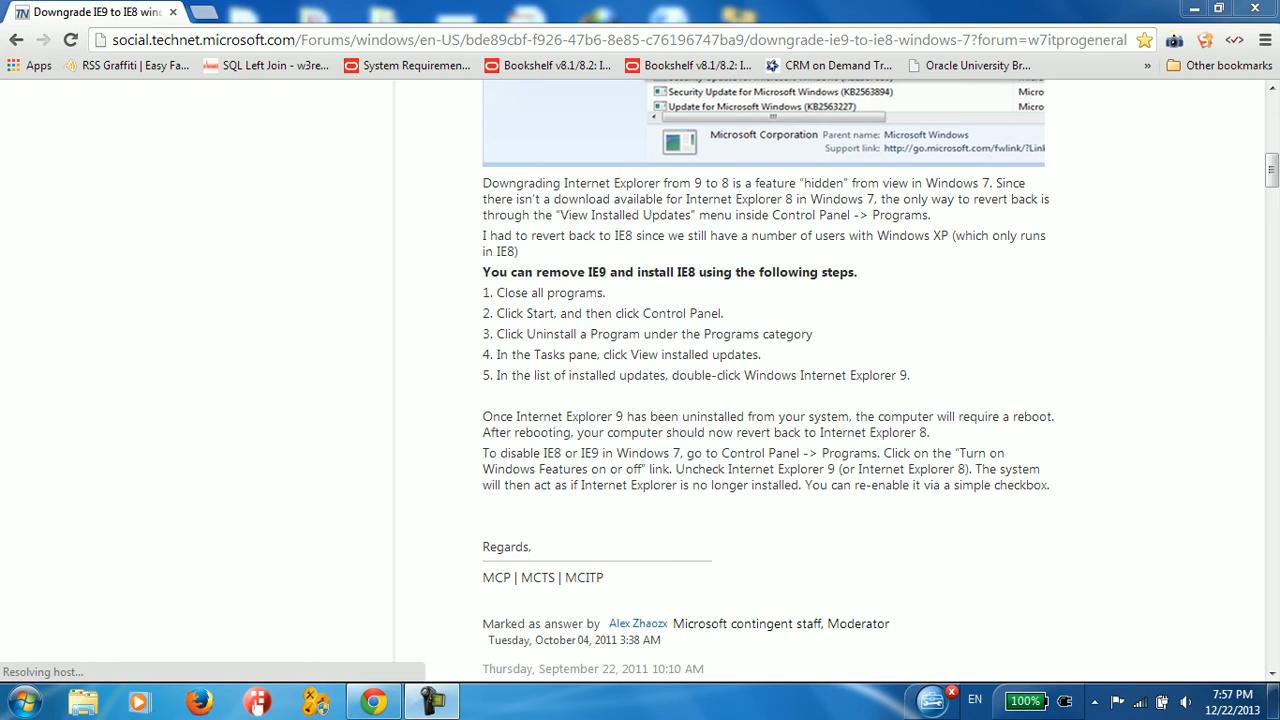 Downgrade IE9 to IE8 wind
social.technet.microsoft.com/Forums/windows/en-US/bde89cbf-f926-47b6-8e85-c76196747ba9/downgrade-ie9-to-ie8-windows-7?forum=w7itprogeneral
Apps RSS Graffiti | Easy Fa... SQL Left Join - w3re... System Requiremen... Bookshelf v8.1/8.2: I... Bookshelf v8.1/8.2: I... CRM on Demand Tr... Oracle University Br... » Other bookmarks
Security Update for Microsoft Windows (KB2563894) Micro
Update for Microsoft Windows (KB2563227) Micro
Microsoft Corporation Parent name: Microsoft Windows
Support link: http://go.microsoft.com/fwlink/?Link
Downgrading Internet Explorer from 9 to 8 is a feature “hidden” from view in Windows 7. Since
there isn’t a download available for Internet Explorer 8 in Windows 7, the only way to revert back is
through the “View Installed Updates” menu inside Control Panel -> Programs.
I had to revert back to IE8 since we still have a number of users with Windows XP (which only runs
in IE8)
You can remove IE9 and install IE8 using the following steps.
1. Close all programs.
2. Click Start, and then click Control Panel.
3. Click Uninstall a Program under the Programs category
4. In the Tasks pane, click View installed updates.
5. In the list of installed updates, double-click Windows Internet Explorer 9.
Once Internet Explorer 9 has been uninstalled from your system, the computer will require a reboot.
After rebooting, your computer should now revert back to Internet Explorer 8.
To disable IE8 or IE9 in Windows 7, go to Control Panel -> Programs. Click on the “Turn on
Windows Features on or off” link. Uncheck Internet Explorer 9 (or Internet Explorer 8). The system
will then act as if Internet Explorer is no longer installed. You can re-enable it via a simple checkbox.
Regards,
MCP | MCTS | MCITP
Marked as answer by Alex Zhaozx Microsoft contingent staff, Moderator
Tuesday, October 04, 2011 3:38 AM
Thursday, September 22, 2011 10:10 AM
Resolving host...
EN 100% 7:57 PM
12/22/2013